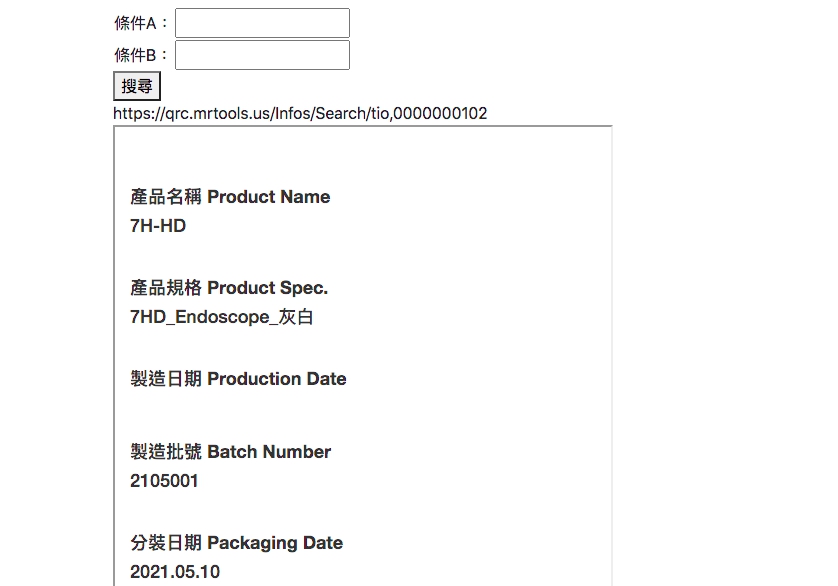 條件A：
條件B：
搜尋
https://qrc.mrtools.us/Infos/Search/tio,0000000102
產品名稱 Product Name
7H-HD
產品規格 Product Spec.
7HD_Endoscope_灰白
製造日期 Production Date
製造批號 Batch Number
2105001
分裝日期 Packaging Date
2021.05.10